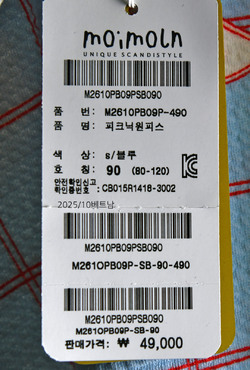 moimoln
UNIQUE SCANDISTYLE
M2610PB09PSB090
품 번: M2610PB09P-490
품 명: 피크닉원피스
색 상: s/블루
호 칭: 90 (80-120)
안전확인신고
확인증번호 : CB015R1418-3002
2025/10베트남
M2610PB09PSB090
M2610PB09P-SB-90-490
M2610PB09PSB090
M2610PB09P-SB-90
판매가격: ₩ 49,000